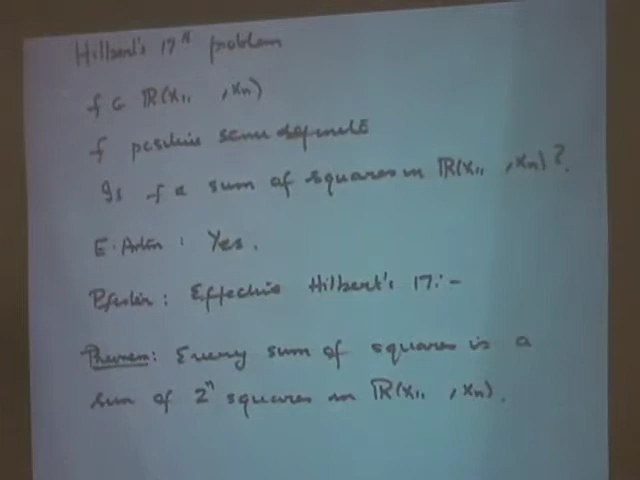 Hilbert's 17th problem
f ∈ ℝ(x₁, , xₙ)
f positive semi definite
Is f a sum of squares in ℝ(x₁, , xₙ)?
E. Artin : Yes.
Pfister : Effective Hilbert's 17:-
Theorem: Every sum of squares is a
sum of 2ⁿ squares in ℝ(x₁, , xₙ).